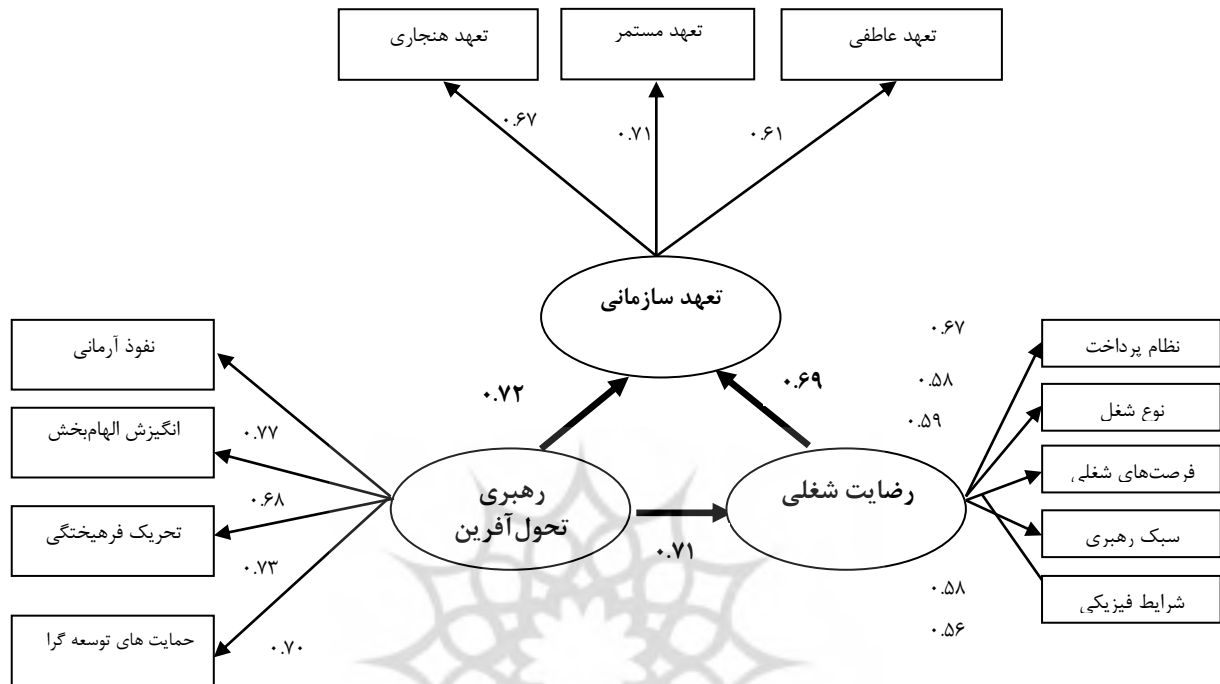 تعهد عاطفی
تعهد مستمر
تعهد هنجاری
۰.۶۱
۰.۷۱
۰.۶۷
تعهد سازمانی
۰.۶۹
۰.۷۲
نظام پرداخت
نوع شغل
فرصت‌های شغلی
سبک رهبری
شرایط فیزیکی
۰.۶۷
۰.۵۸
۰.۵۹
۰.۵۸
۰.۵۶
رضایت شغلی
۰.۷۱
رهبری
تحول‌آفرین
نفوذ آرمانی
انگیزش الهام‌بخش
تحریک فرهیختگی
حمایت های توسعه گرا
۰.۷۷
۰.۶۸
۰.۷۳
۰.۷۰